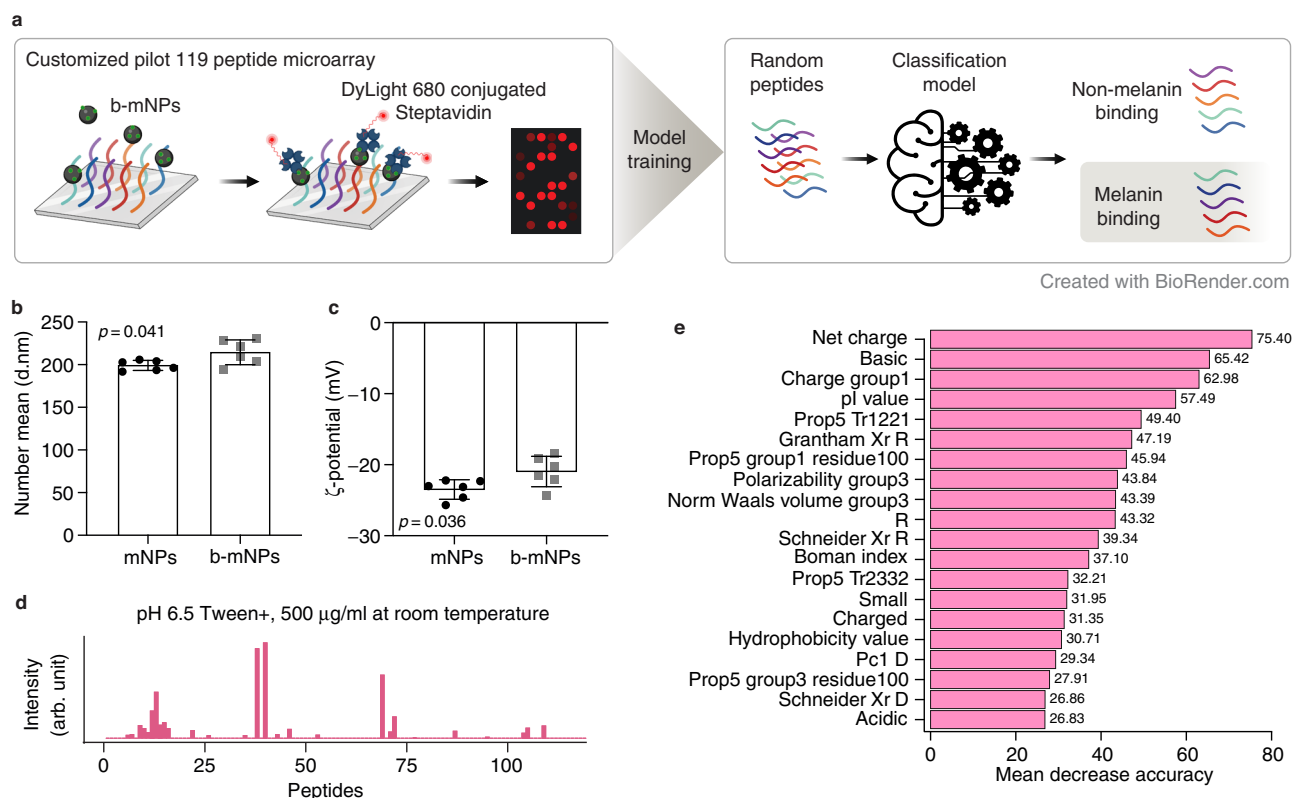 a
Customized pilot 119 peptide microarray
b-mNPs
DyLight 680 conjugated
Steptavidin
Model
training
Random
peptides
Classification
model
Non-melanin
binding
Melanin
binding
Created with BioRender.com
b
Number mean (d.nm)
250
200
150
100
50
0
p = 0.041
mNPs
b-mNPs
c
ζ-potential (mV)
0
−10
−20
−30
p = 0.036
mNPs
b-mNPs
d
pH 6.5 Tween+, 500 μg/ml at room temperature
Intensity
(arb. unit)
0 25 50 75 100
Peptides
e
Net charge 75.40
Basic 65.42
Charge group1 62.98
pI value 57.49
Prop5 Tr1221 49.40
Grantham Xr R 47.19
Prop5 group1 residue100 45.94
Polarizability group3 43.84
Norm Waals volume group3 43.39
R 43.32
Schneider Xr R 39.34
Boman index 37.10
Prop5 Tr2332 32.21
Small 31.95
Charged 31.35
Hydrophobicity value 30.71
Pc1 D 29.34
Prop5 group3 residue100 27.91
Schneider Xr D 26.86
Acidic 26.83
0 20 40 60 80
Mean decrease accuracy